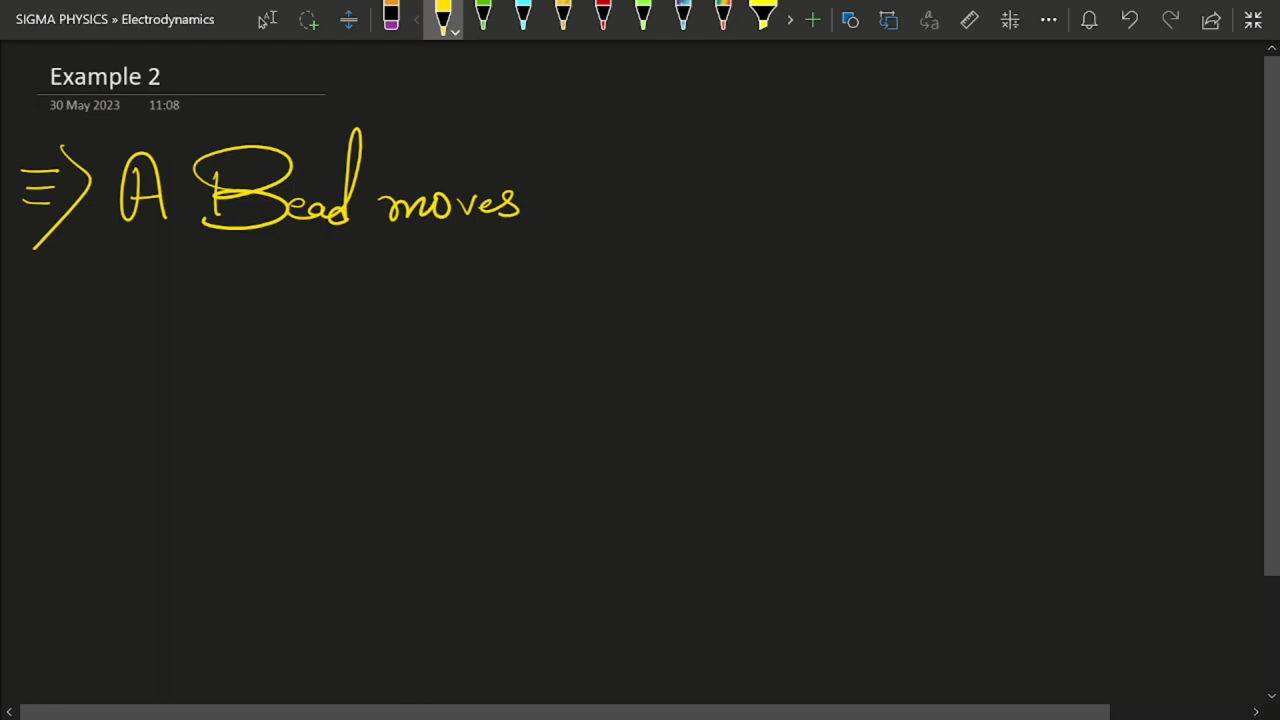 SIGMA PHYSICS » Electrodynamics
Example 2
30 May 2023 11:08
⇒ A Bead moves